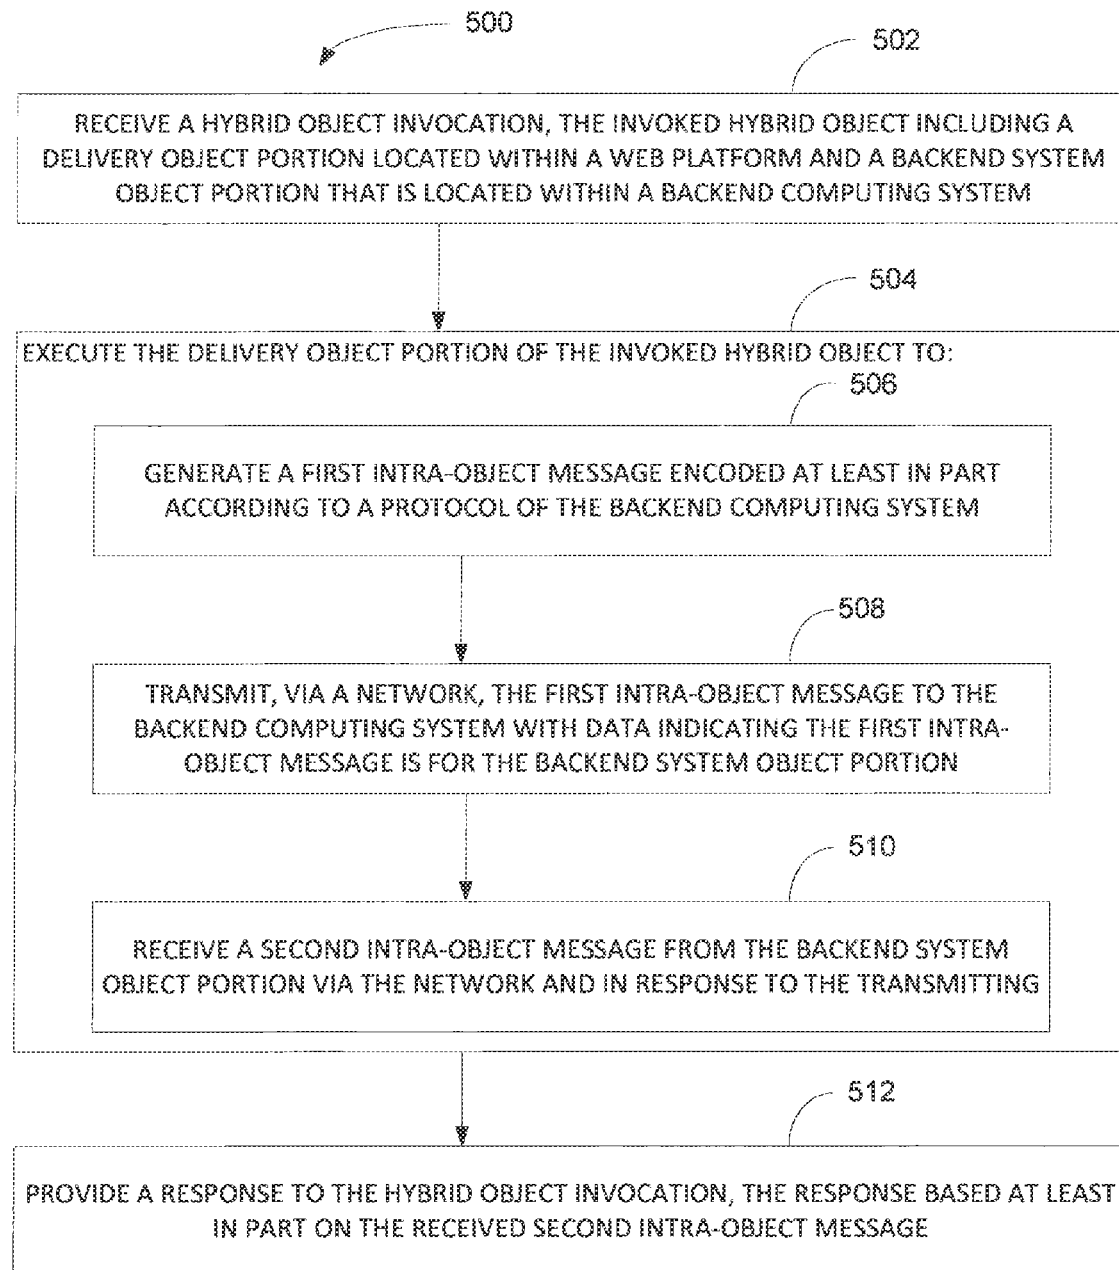 500
502
RECEIVE A HYBRID OBJECT INVOCATION, THE INVOKED HYBRID OBJECT INCLUDING A
DELIVERY OBJECT PORTION LOCATED WITHIN A WEB PLATFORM AND A BACKEND SYSTEM
OBJECT PORTION THAT IS LOCATED WITHIN A BACKEND COMPUTING SYSTEM
504
EXECUTE THE DELIVERY OBJECT PORTION OF THE INVOKED HYBRID OBJECT TO:
506
GENERATE A FIRST INTRA-OBJECT MESSAGE ENCODED AT LEAST IN PART
ACCORDING TO A PROTOCOL OF THE BACKEND COMPUTING SYSTEM
508
TRANSMIT, VIA A NETWORK, THE FIRST INTRA-OBJECT MESSAGE TO THE
BACKEND COMPUTING SYSTEM WITH DATA INDICATING THE FIRST INTRA-
OBJECT MESSAGE IS FOR THE BACKEND SYSTEM OBJECT PORTION
510
RECEIVE A SECOND INTRA-OBJECT MESSAGE FROM THE BACKEND SYSTEM
OBJECT PORTION VIA THE NETWORK AND IN RESPONSE TO THE TRANSMITTING
512
PROVIDE A RESPONSE TO THE HYBRID OBJECT INVOCATION, THE RESPONSE BASED AT LEAST
IN PART ON THE RECEIVED SECOND INTRA-OBJECT MESSAGE